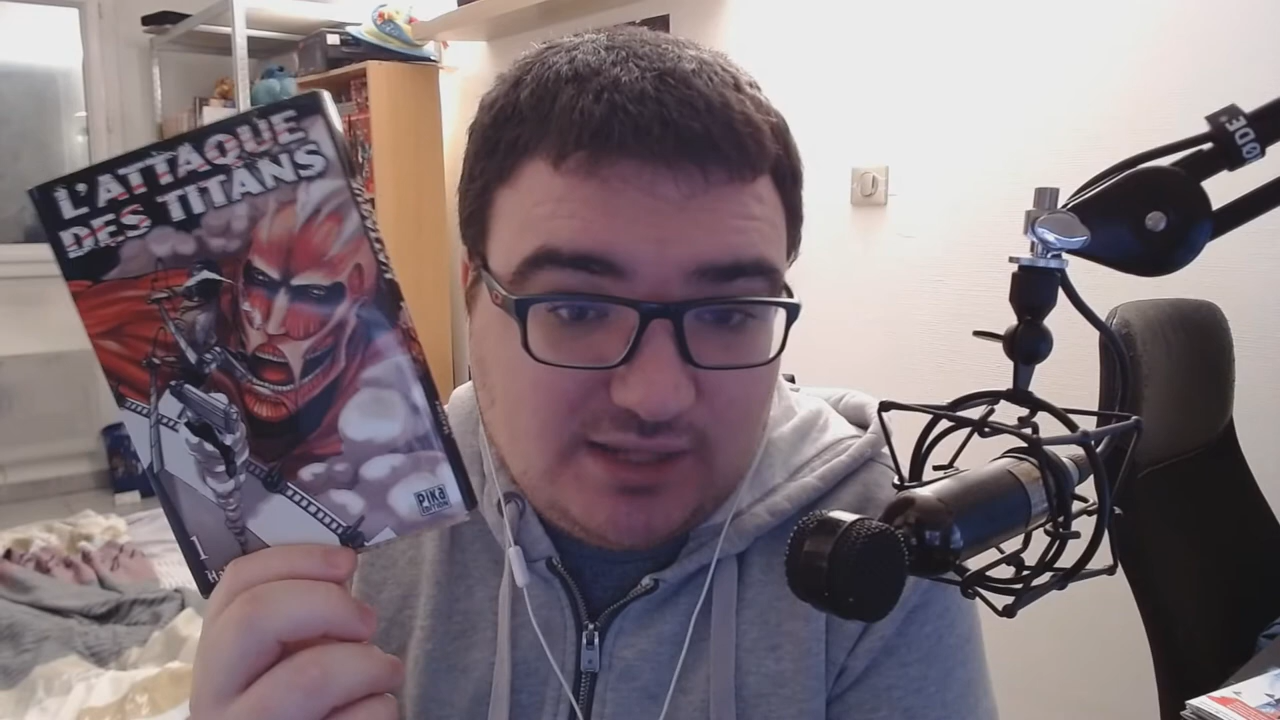 L'ATTAQUE
DES TITANS
PIKA
ÉDITION
1
RØDE